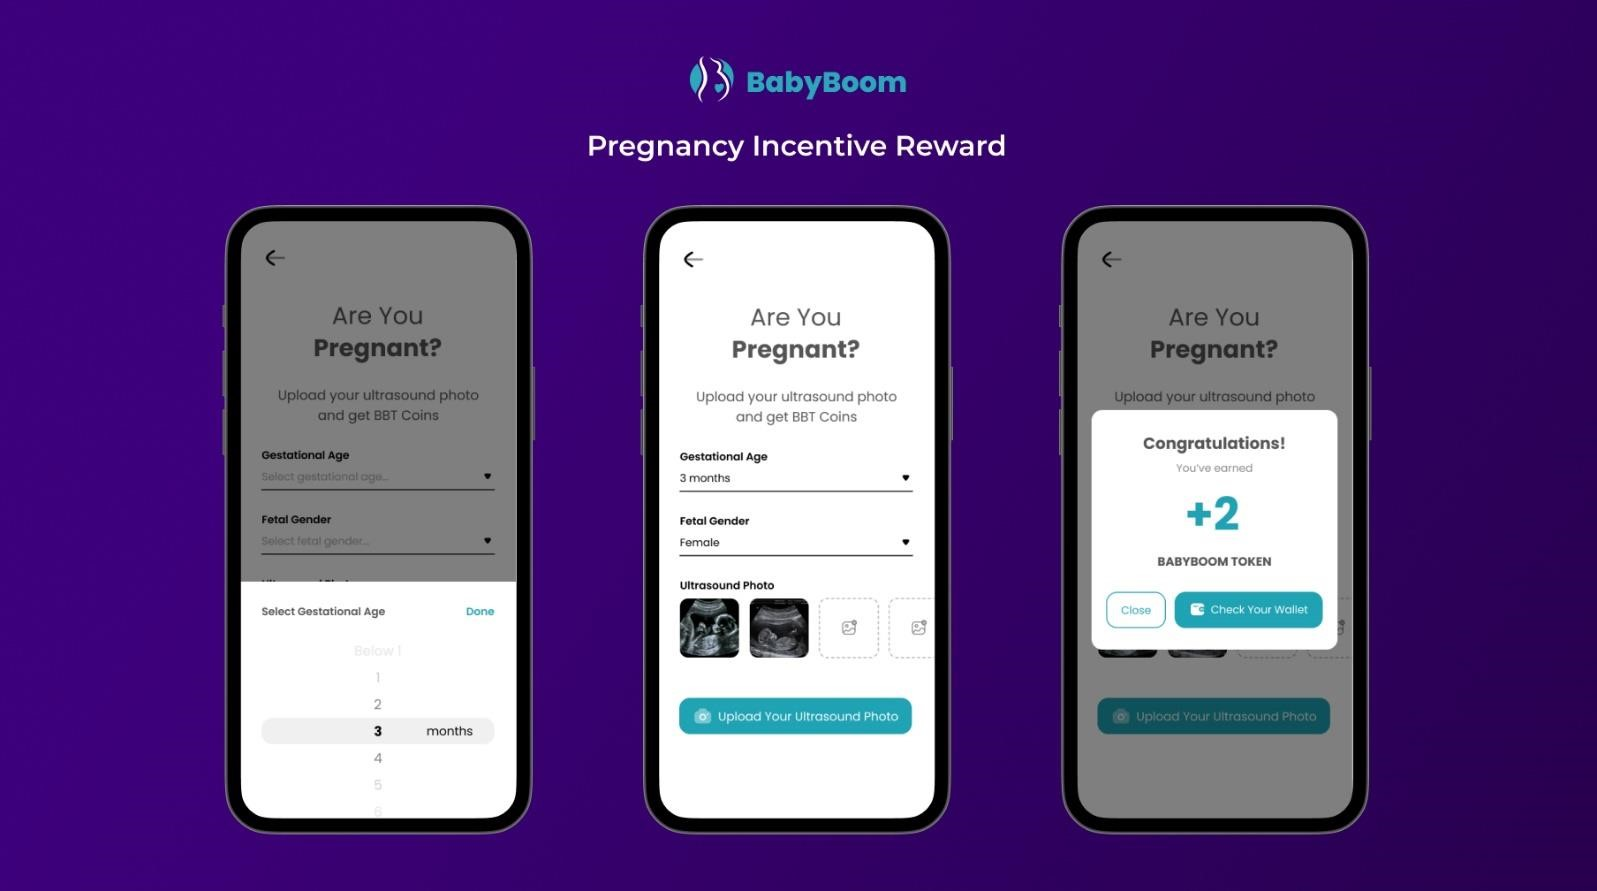 BabyBoom
Pregnancy Incentive Reward
Are You
Pregnant?
Upload your ultrasound photo
and get BBT Coins
Gestational Age
Select gestational age...
Fetal Gender
Select fetal gender...
Select Gestational Age
Done
Below 1
1
2
3 months
4
5
6
Are You
Pregnant?
Upload your ultrasound photo
and get BBT Coins
Gestational Age
3 months
Fetal Gender
Female
Ultrasound Photo
Upload Your Ultrasound Photo
Are You
Pregnant?
Upload your ultrasound photo
Congratulations!
You've earned
+2
BABYBOOM TOKEN
Close
Check Your Wallet
Upload Your Ultrasound Photo